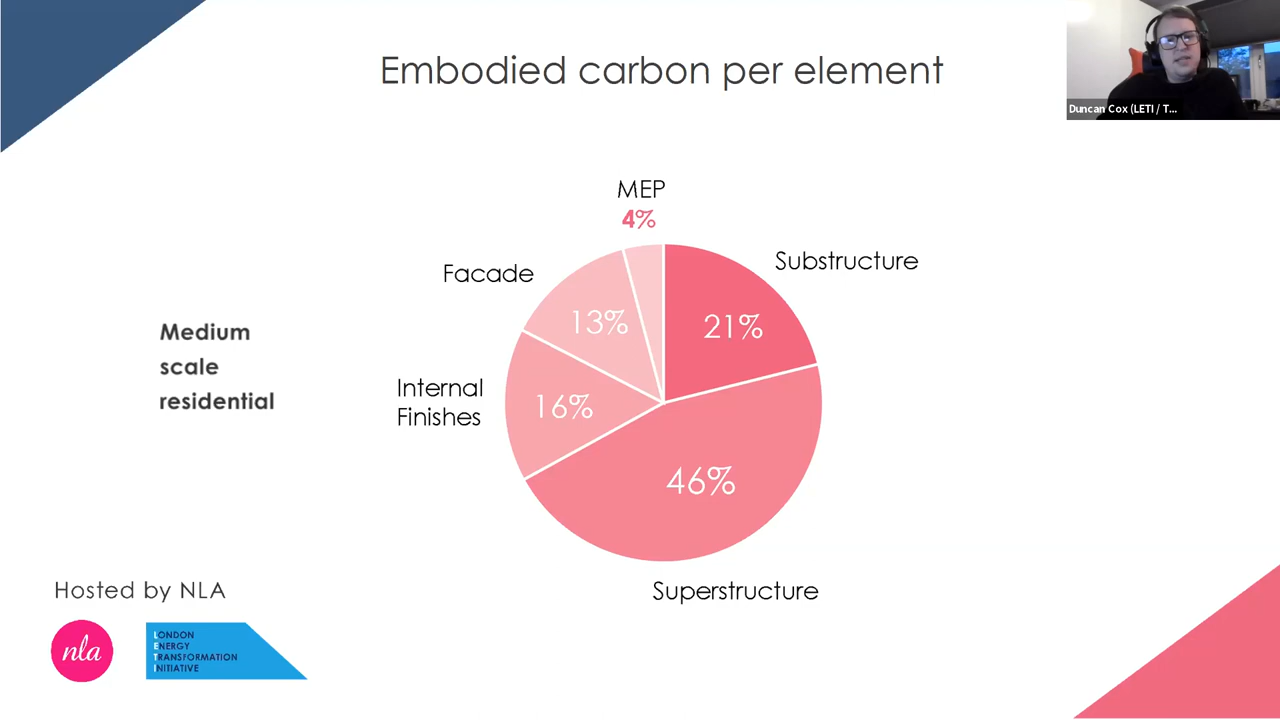 Embodied carbon per element
Duncan Cox (LETI / T...
MEP
4%
Substructure
Facade
13%
21%
Medium
scale
residential
Internal
Finishes
16%
46%
Superstructure
Hosted by NLA
nla
LONDON
ENERGY
TRANSFORMATION
INITIATIVE